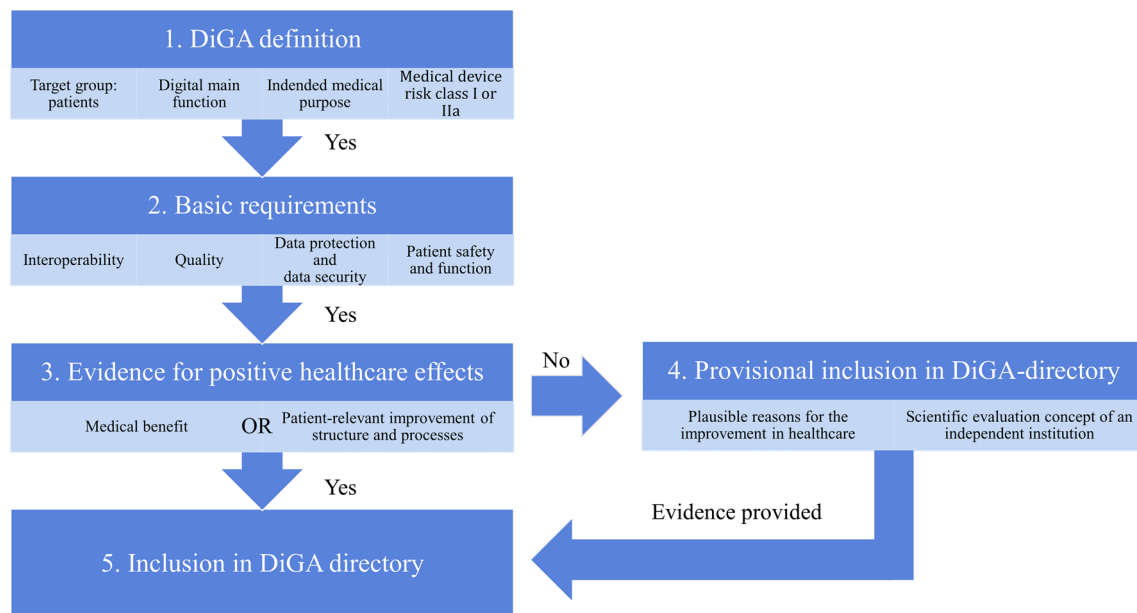 1. DiGA definition
Target group:
patients
Digital main
function
Indended medical
purpose
Medical device
risk class I or
IIa
Yes
2. Basic requirements
Interoperability
Quality
Data protection
and
data security
Patient safety
and function
Yes
3. Evidence for positive healthcare effects
Medical benefit
OR
Patient-relevant improvement of
structure and processes
No
4. Provisional inclusion in DiGA-directory
Plausible reasons for the
improvement in healthcare
Scientific evaluation concept of an
independent institution
Yes
Evidence provided
5. Inclusion in DiGA directory